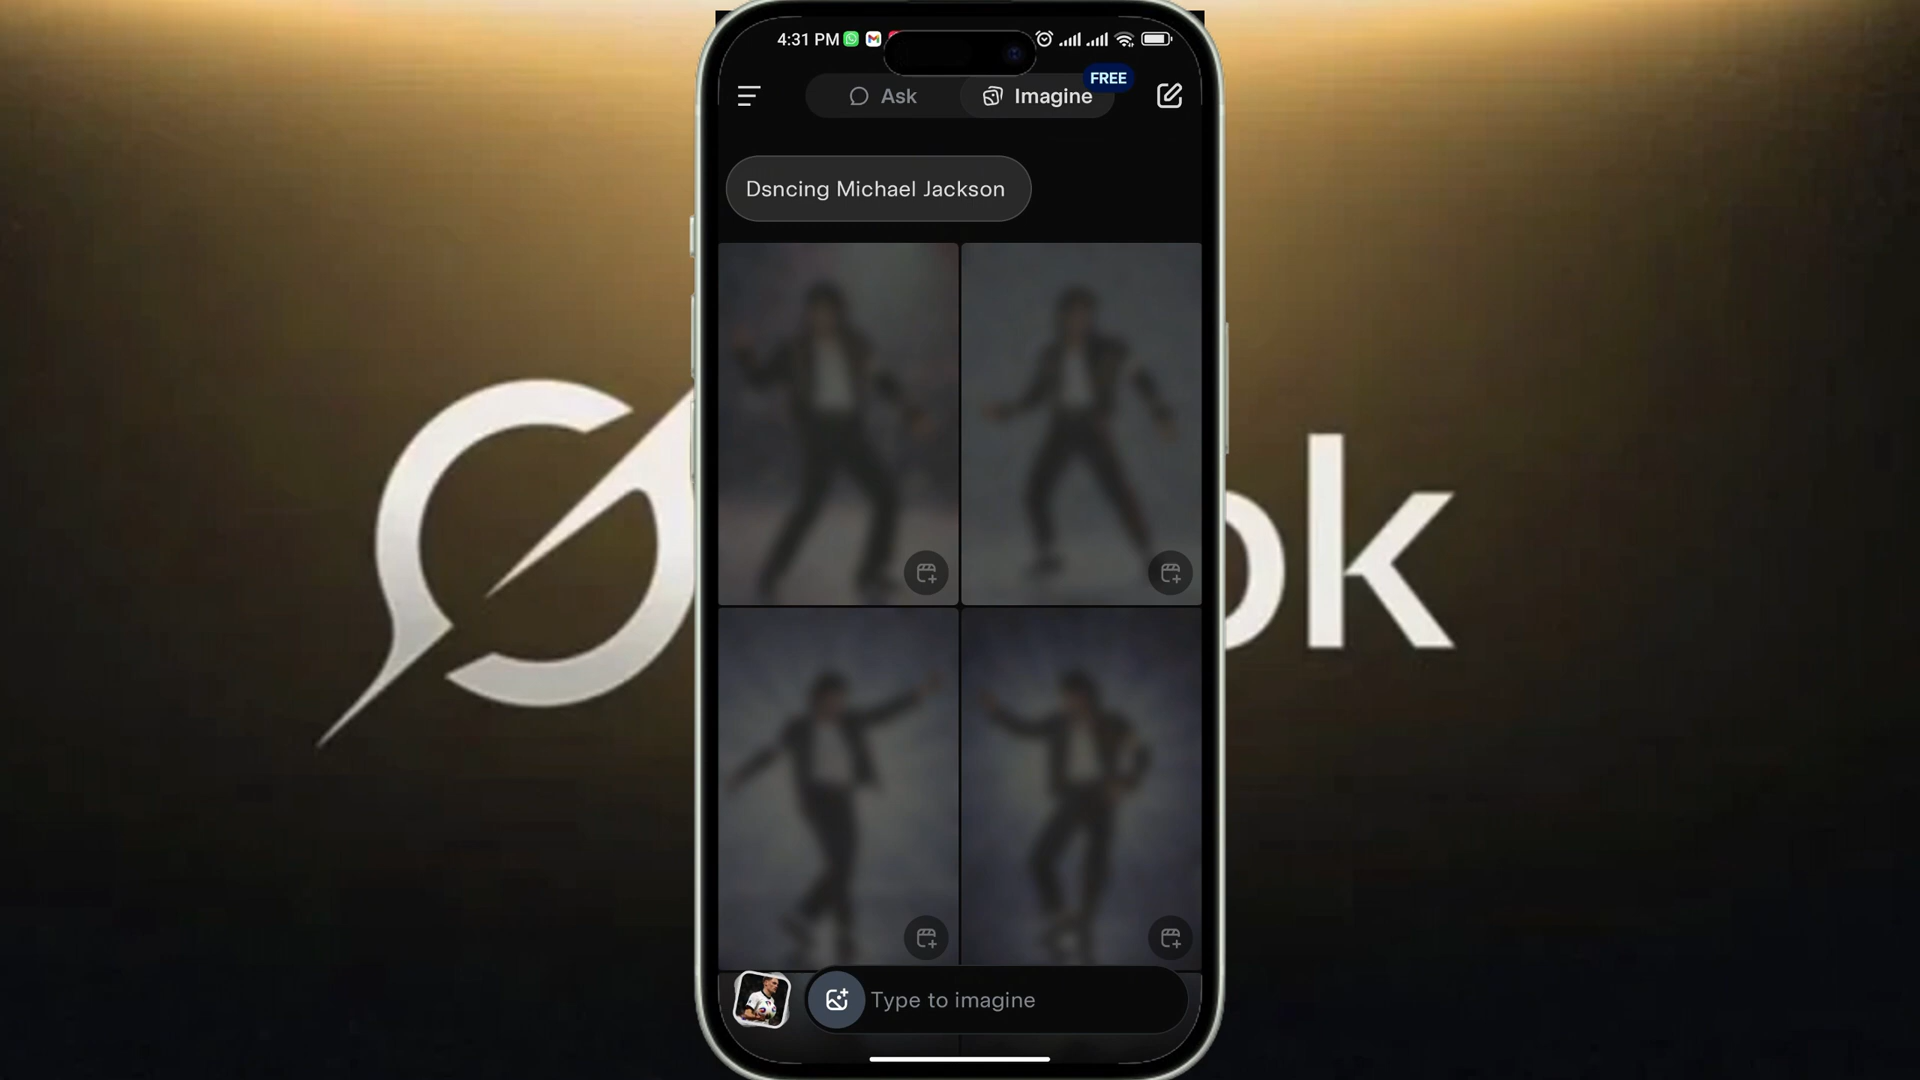 4:31 PM
Ask
Imagine
FREE
Dsncing Michael Jackson
ok
Type to imagine